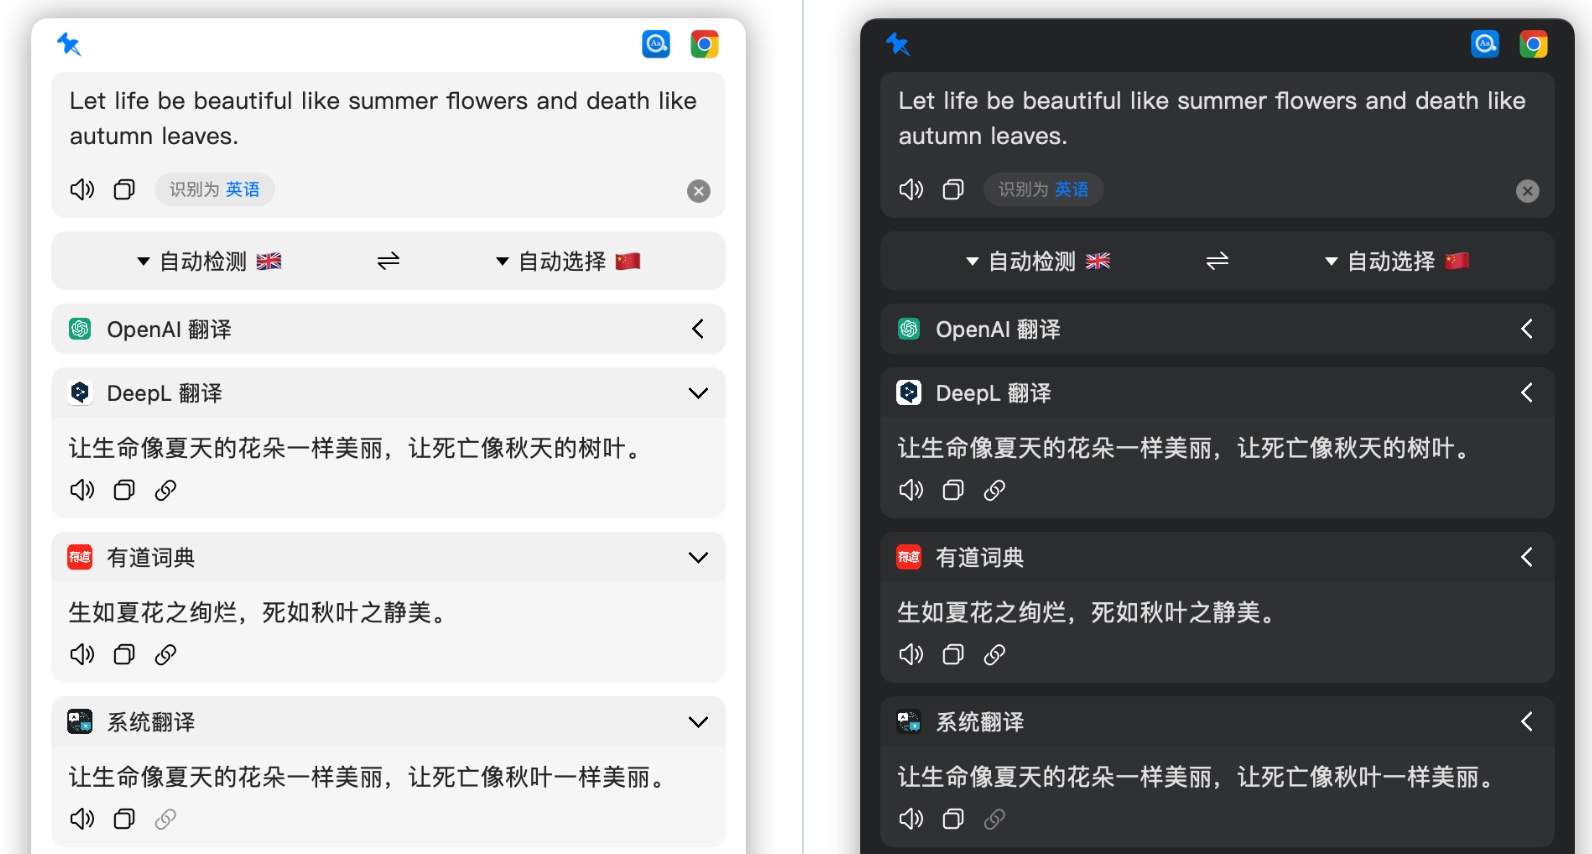 Let life be beautiful like summer flowers and death like
autumn leaves.
识别为 英语
自动检测 🇬🇧 自动选择 🇨🇳
OpenAI 翻译
DeepL 翻译
让生命像夏天的花朵一样美丽，让死亡像秋天的树叶。
有道词典
生如夏花之绚烂，死如秋叶之静美。
系统翻译
让生命像夏天的花朵一样美丽，让死亡像秋叶一样美丽。
Let life be beautiful like summer flowers and death like
autumn leaves.
识别为 英语
自动检测 🇬🇧 自动选择 🇨🇳
OpenAI 翻译
DeepL 翻译
让生命像夏天的花朵一样美丽，让死亡像秋天的树叶。
有道词典
生如夏花之绚烂，死如秋叶之静美。
系统翻译
让生命像夏天的花朵一样美丽，让死亡像秋叶一样美丽。